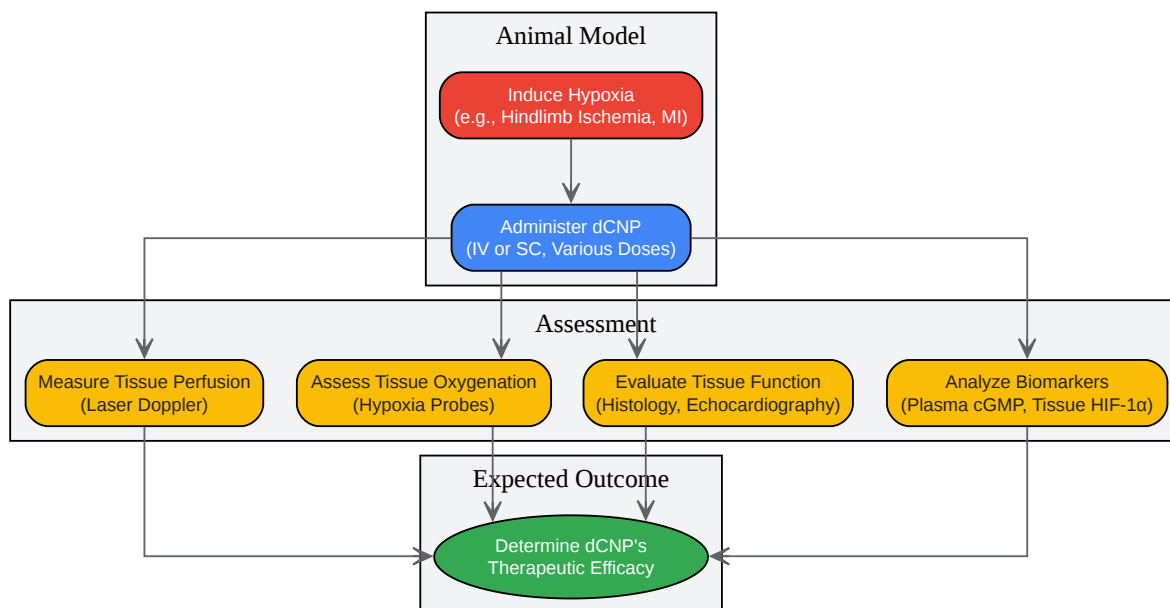 Animal Model
Induce Hypoxia
(e.g., Hindlimb Ischemia, MI)
Administer dCNP
(IV or SC, Various Doses)
Assessment
Measure Tissue Perfusion
(Laser Doppler)
Assess Tissue Oxygenation
(Hypoxia Probes)
Evaluate Tissue Function
(Histology, Echocardiography)
Analyze Biomarkers
(Plasma cGMP, Tissue HIF-1α)
Expected Outcome
Determine dCNP's
Therapeutic Efficacy